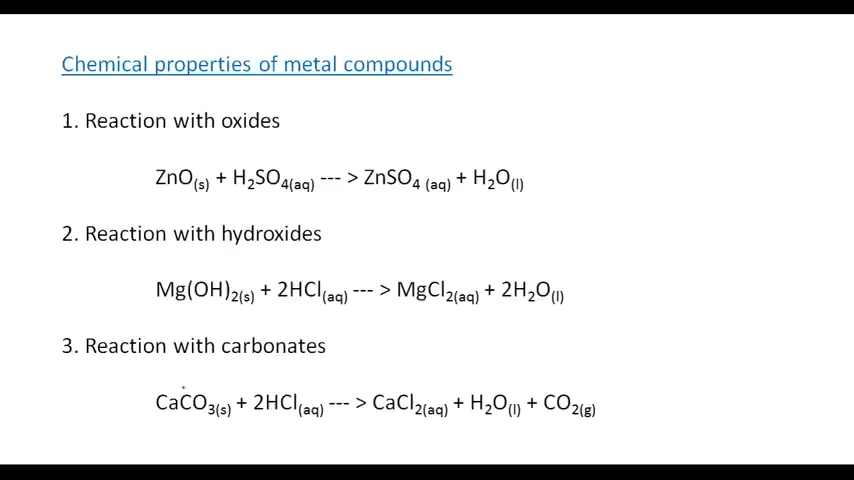 Chemical properties of metal compounds
1. Reaction with oxides
ZnO(s) + H2SO4(aq) --- > ZnSO4 (aq) + H2O(l)
2. Reaction with hydroxides
Mg(OH)2(s) + 2HCl(aq) --- > MgCl2(aq) + 2H2O(l)
3. Reaction with carbonates
CaCO3(s) + 2HCl(aq) --- > CaCl2(aq) + H2O(l) + CO2(g)